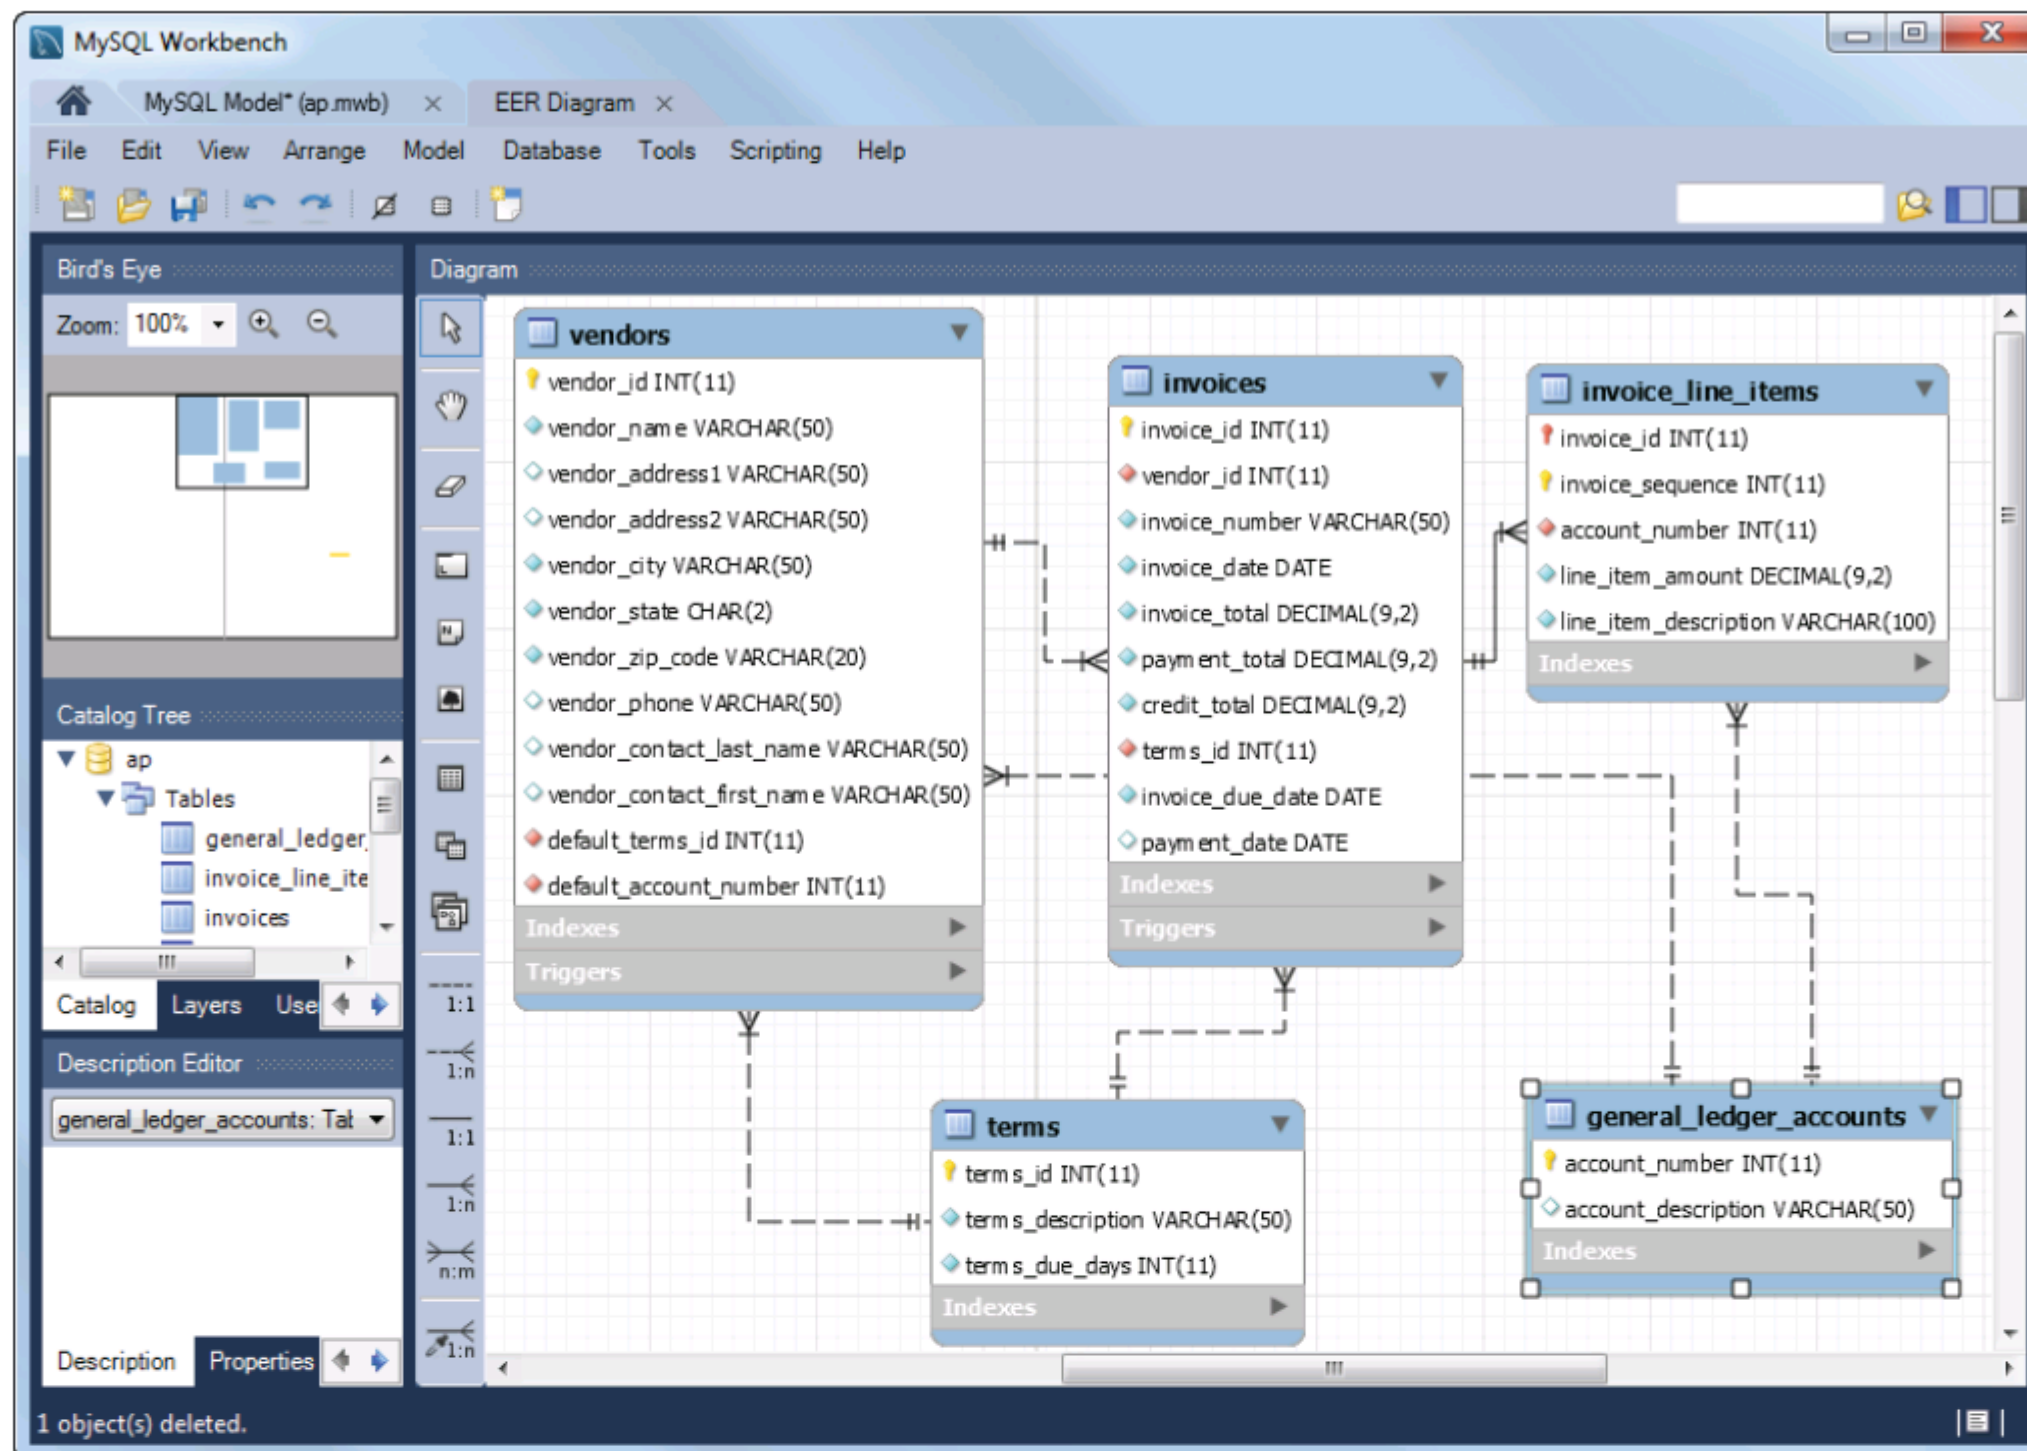 MySQL Workbench
MySQL Model* (ap.mwb) ×
EER Diagram ×
File Edit View Arrange Model Database Tools Scripting Help
Bird's Eye
Zoom: 100%
Catalog Tree
ap
Tables
general_ledger_
invoice_line_ite
invoices
Catalog Layers Use
Description Editor
general_ledger_accounts: Tab
Description Properties
Diagram
1:1
1:n
1:1
1:n
n:m
1:n
vendors
vendor_id INT(11)
vendor_name VARCHAR(50)
vendor_address1 VARCHAR(50)
vendor_address2 VARCHAR(50)
vendor_city VARCHAR(50)
vendor_state CHAR(2)
vendor_zip_code VARCHAR(20)
vendor_phone VARCHAR(50)
vendor_contact_last_name VARCHAR(50)
vendor_contact_first_name VARCHAR(50)
default_terms_id INT(11)
default_account_number INT(11)
Indexes
Triggers
invoices
invoice_id INT(11)
vendor_id INT(11)
invoice_number VARCHAR(50)
invoice_date DATE
invoice_total DECIMAL(9,2)
payment_total DECIMAL(9,2)
credit_total DECIMAL(9,2)
terms_id INT(11)
invoice_due_date DATE
payment_date DATE
Indexes
Triggers
invoice_line_items
invoice_id INT(11)
invoice_sequence INT(11)
account_number INT(11)
line_item_amount DECIMAL(9,2)
line_item_description VARCHAR(100)
Indexes
terms
terms_id INT(11)
terms_description VARCHAR(50)
terms_due_days INT(11)
Indexes
general_ledger_accounts
account_number INT(11)
account_description VARCHAR(50)
Indexes
1 object(s) deleted.